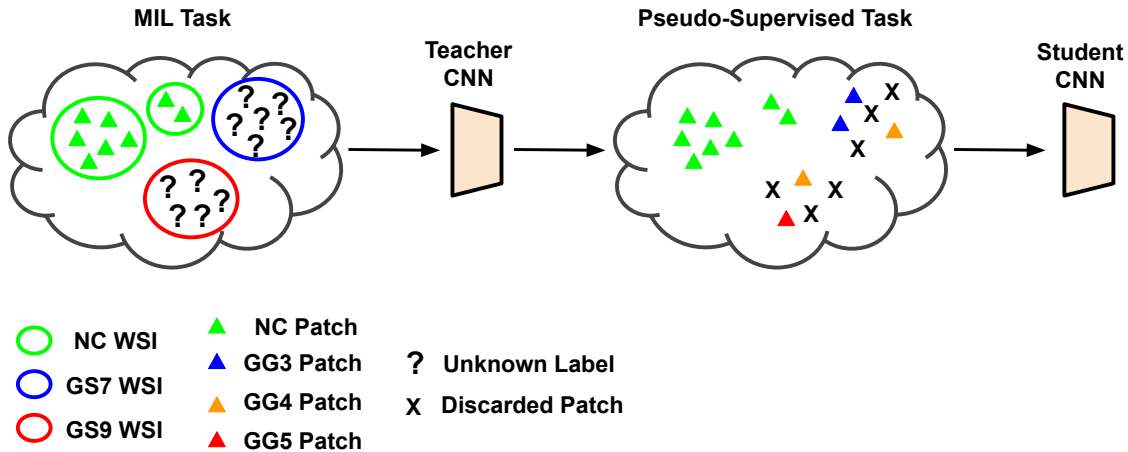 MIL Task
Pseudo-Supervised Task
Teacher
CNN
Student
CNN
? ? ? ? ? ? ?
? ? ? ? ?
X X X
X X X X
NC WSI
GS7 WSI
GS9 WSI
NC Patch
GG3 Patch
GG4 Patch
GG5 Patch
? Unknown Label
X Discarded Patch